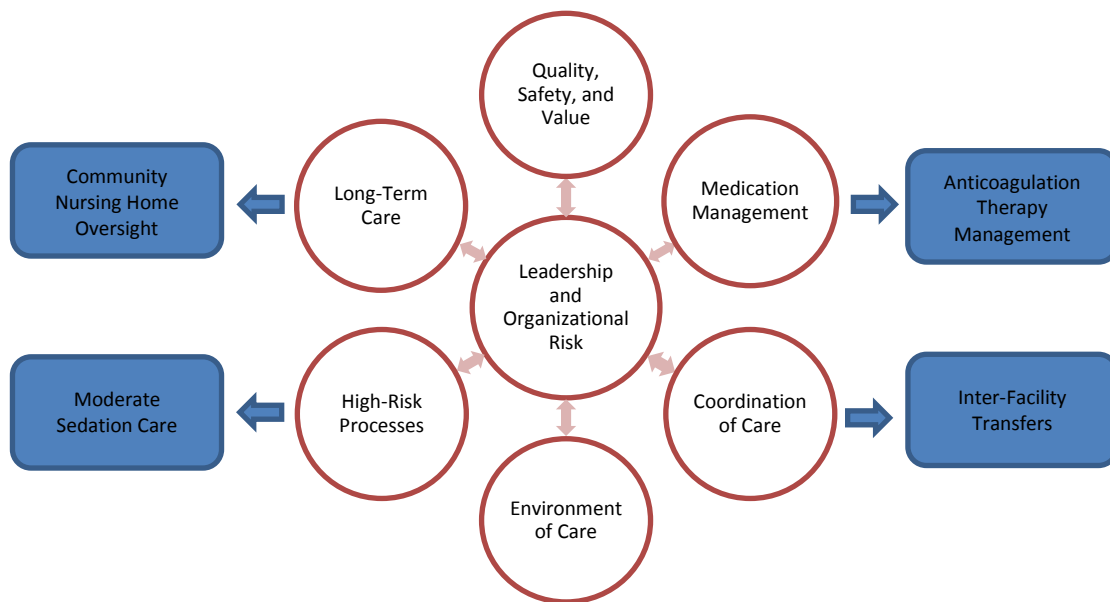 Quality,
Safety, and
Value
Community
Nursing Home
Oversight
Long-Term
Care
Medication
Management
Anticoagulation
Therapy
Management
Leadership
and
Organizational
Risk
Moderate
Sedation Care
High-Risk
Processes
Coordination
of Care
Inter-Facility
Transfers
Environment
of Care